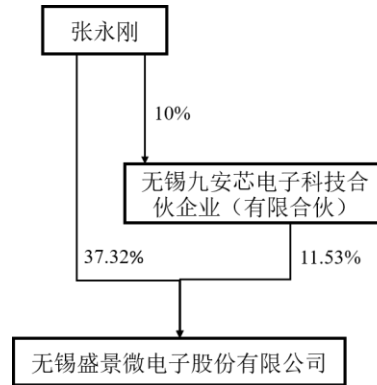 张永刚
10%
无锡九安芯电子科技合
伙企业（有限合伙）
37.32%
11.53%
无锡盛景微电子股份有限公司